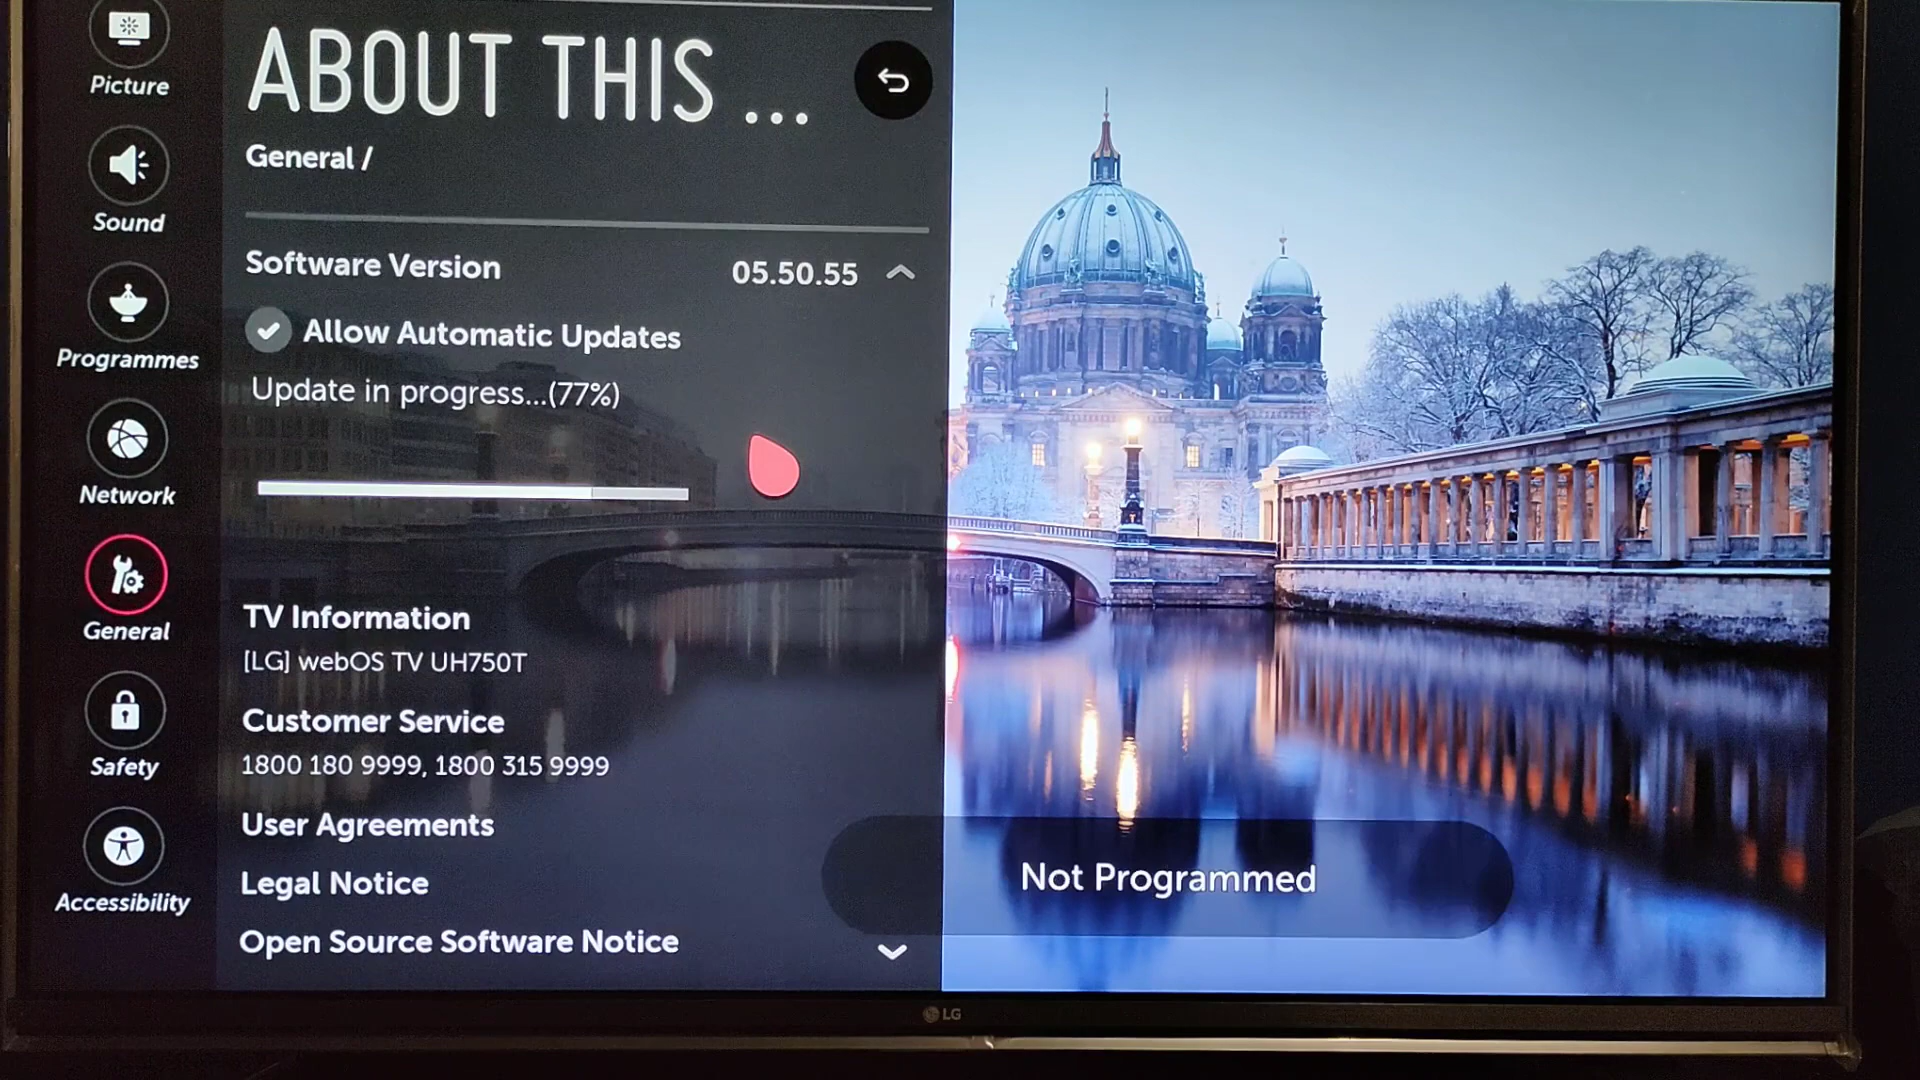 Picture
Sound
Programmes
Network
General
Safety
Accessibility
ABOUT THIS ...
General /
Software Version 05.50.55
Allow Automatic Updates
Update in progress...(77%)
TV Information
[LG] webOS TV UH750T
Customer Service
1800 180 9999, 1800 315 9999
User Agreements
Legal Notice
Open Source Software Notice
Not Programmed
LG